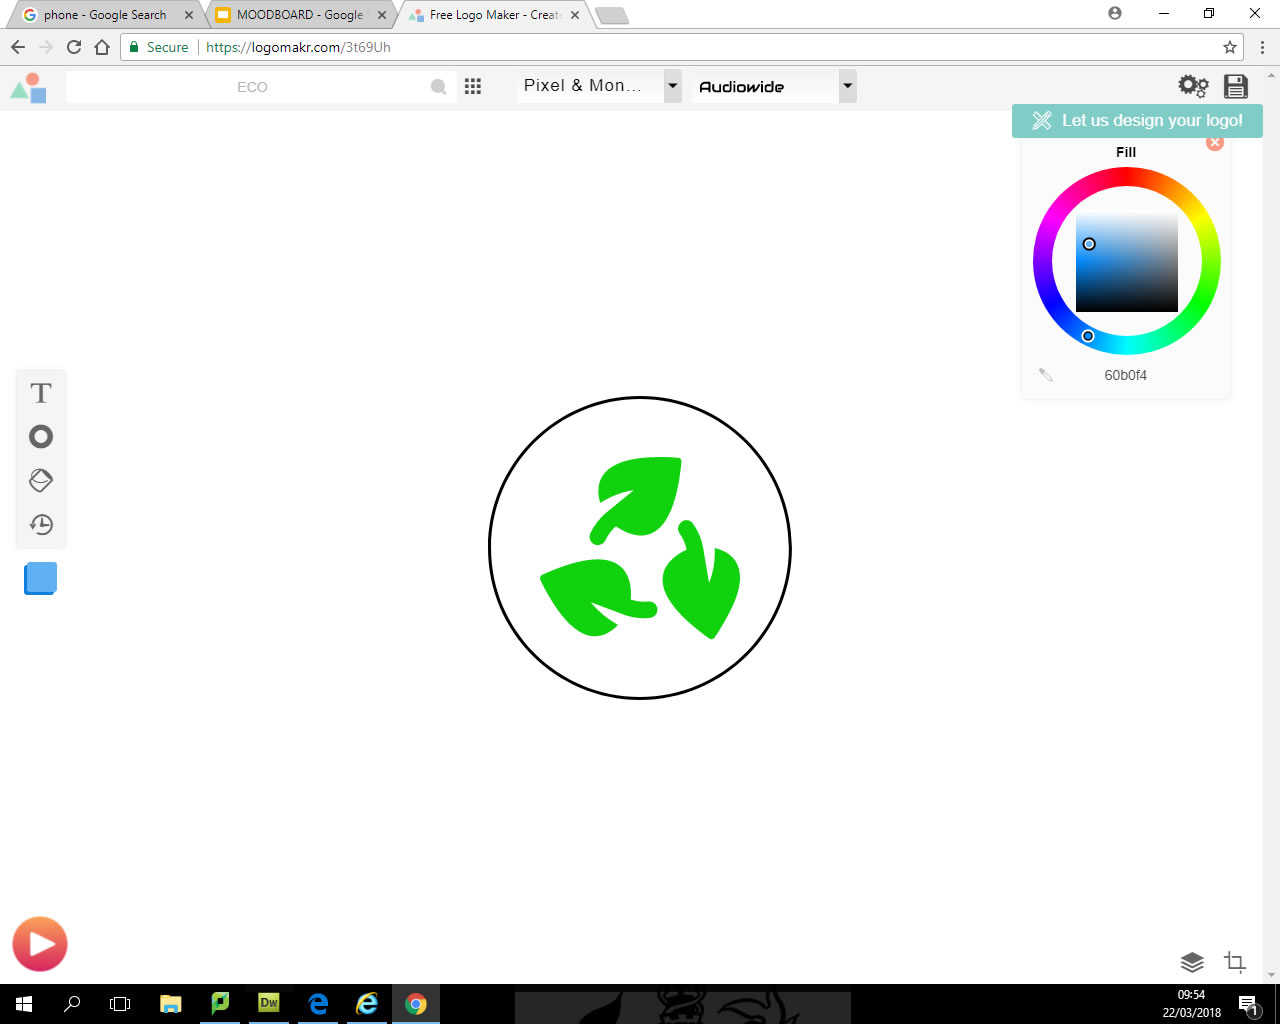 phone - Google Search
MOODBOARD - Google
Free Logo Maker - Creat
Secure
https://logomakr.com/3t69Uh
ECO
Pixel & Mon...
Audiowide
Let us design your logo!
Fill
60b0f4
T
Dw
09:54
22/03/2018
1